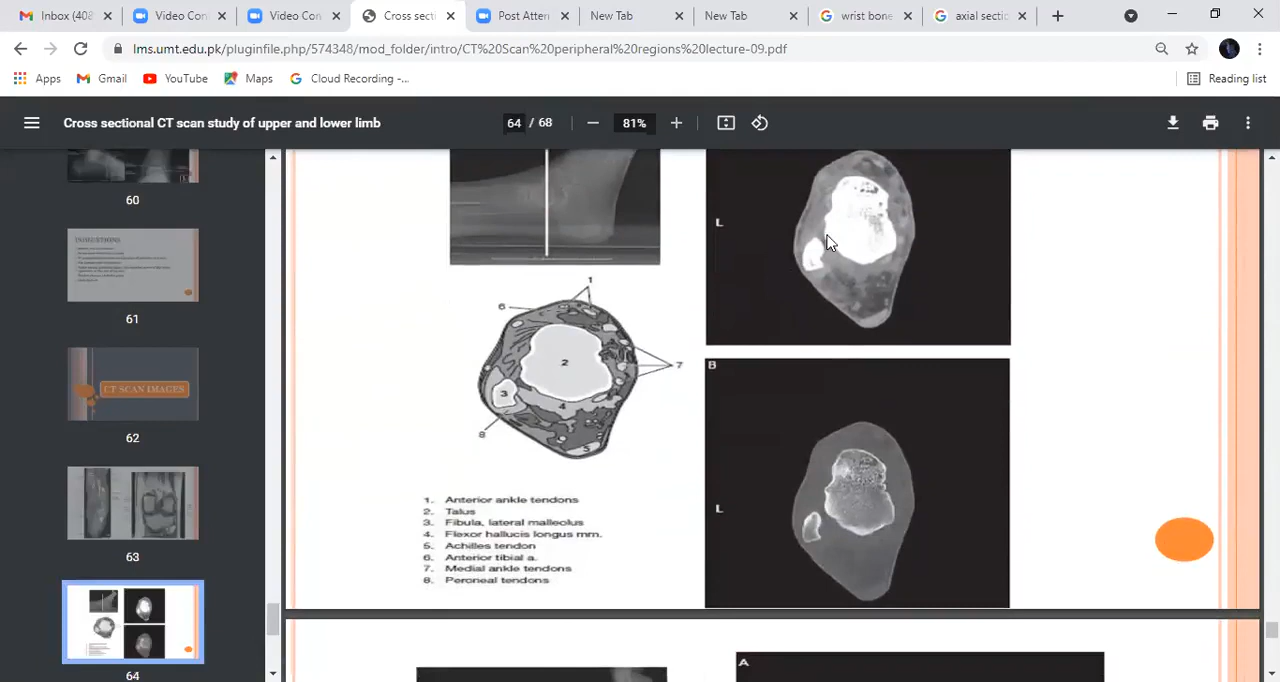 Inbox (408
Video Con
Video Con
Cross secti
Post Atten
New Tab
New Tab
wrist bone
axial sectio
lms.umt.edu.pk/pluginfile.php/574348/mod_folder/intro/CT%20Scan%20peripheral%20regions%20lecture-09.pdf
Apps
Gmail
YouTube
Maps
Cloud Recording -...
Reading list
Cross sectional CT scan study of upper and lower limb
64 / 68
81%
60
61
CT SCAN IMAGES
62
63
64
L
1
6
2
7
3
4
8
5
B
L
1. Anterior ankle tendons
2. Talus
3. Fibula, lateral malleolus
4. Flexor hallucis longus mm.
5. Achilles tendon
6. Anterior tibial a.
7. Medial ankle tendons
8. Peroneal tendons
A